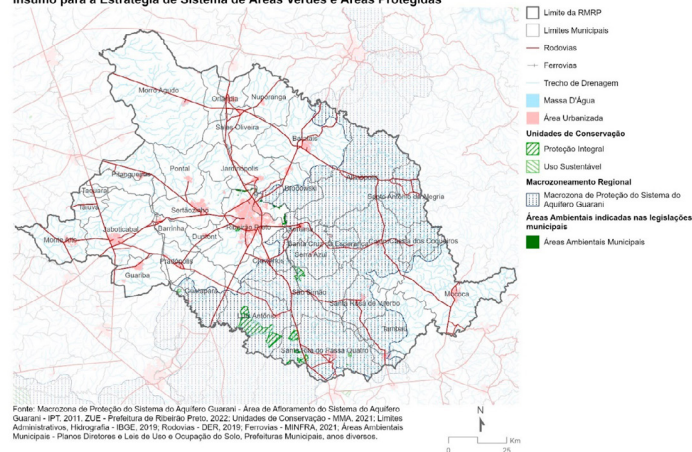 Insumo para a Estratégia de Sistema de Áreas Verdes e Áreas Protegidas
Limite da RMRP
Limites Municipais
Rodovias
Ferrovias
Trecho de Drenagem
Massa D'Água
Área Urbanizada
Unidades de Conservação
Proteção Integral
Uso Sustentável
Macrozoneamento Regional
Macrozona de Proteção do Sistema do
Aquífero Guarani
Áreas Ambientais indicadas nas legislações
municipais
Áreas Ambientais Municipais
Morro Agudo
Orlândia
Nuporanga
Sales Oliveira
Batatais
Pitangueiras
Pontal
Jardinópolis
Brodowski
Altinópolis
Santo Antônio da Alegria
Taquaral
Taiúva
Sertãozinho
Ribeirão Preto
Serrana
Jaboticabal
Barrinha
Dumont
Santa Cruz da Esperança
Cássia dos Coqueiros
Monte Alto
Serra Azul
Cravinhos
Pradópolis
Guariba
Guatapará
São Simão
Mococa
Santa Rosa de Viterbo
Luís Antônio
Tambaú
Santa Rita do Passa Quatro
Fonte: Macrozona de Proteção do Sistema do Aquífero Guarani - Área de Afloramento do Sistema do Aquífero
Guarani - IPT, 2011, ZUE - Prefeitura de Ribeirão Preto, 2022; Unidades de Conservação - MMA, 2021; Limites
Administrativos, Hidrografia - IBGE, 2019; Rodovias - DER, 2019; Ferrovias - MINFRA, 2021; Áreas Ambientais
Municipais - Planos Diretores e Leis de Uso e Ocupação do Solo, Prefeituras Municipais, anos diversos.
N
0 25 Km